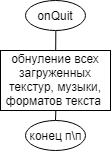 onQuit
обнуление всех
загруженных
текстур, музыки,
форматов текста
конец п\п